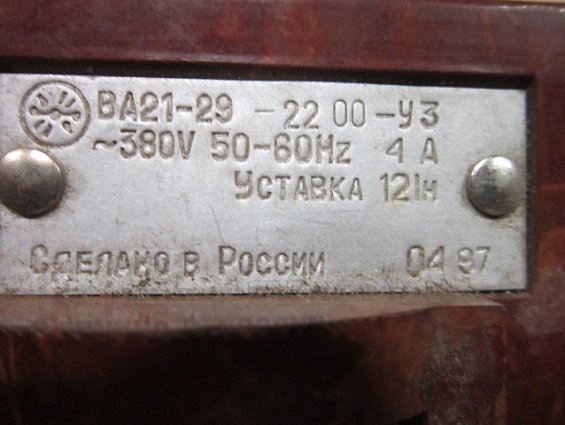 ВА21-29 -22 00-У3
~380V 50-60Hz 4 А
Уставка 12Iн
Сделано в России 04 97